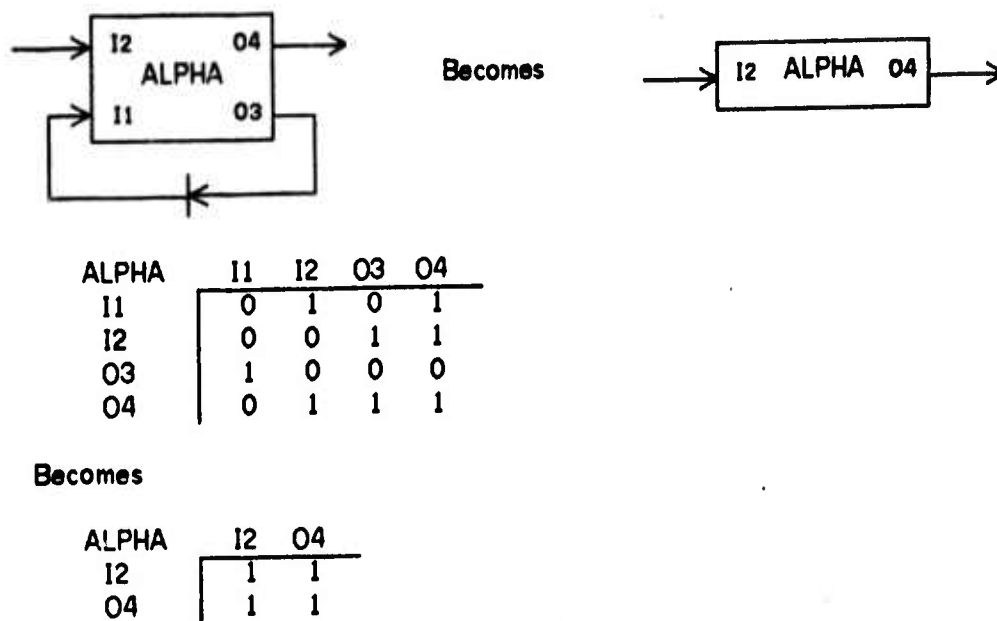 I2 O4
ALPHA
I1 O3
Becomes
I2 ALPHA O4
ALPHA I1 I2 O3 O4
I1 0 1 0 1
I2 0 0 1 1
O3 1 0 0 0
O4 0 1 1 1
Becomes
ALPHA I2 O4
I2 1 1
O4 1 1